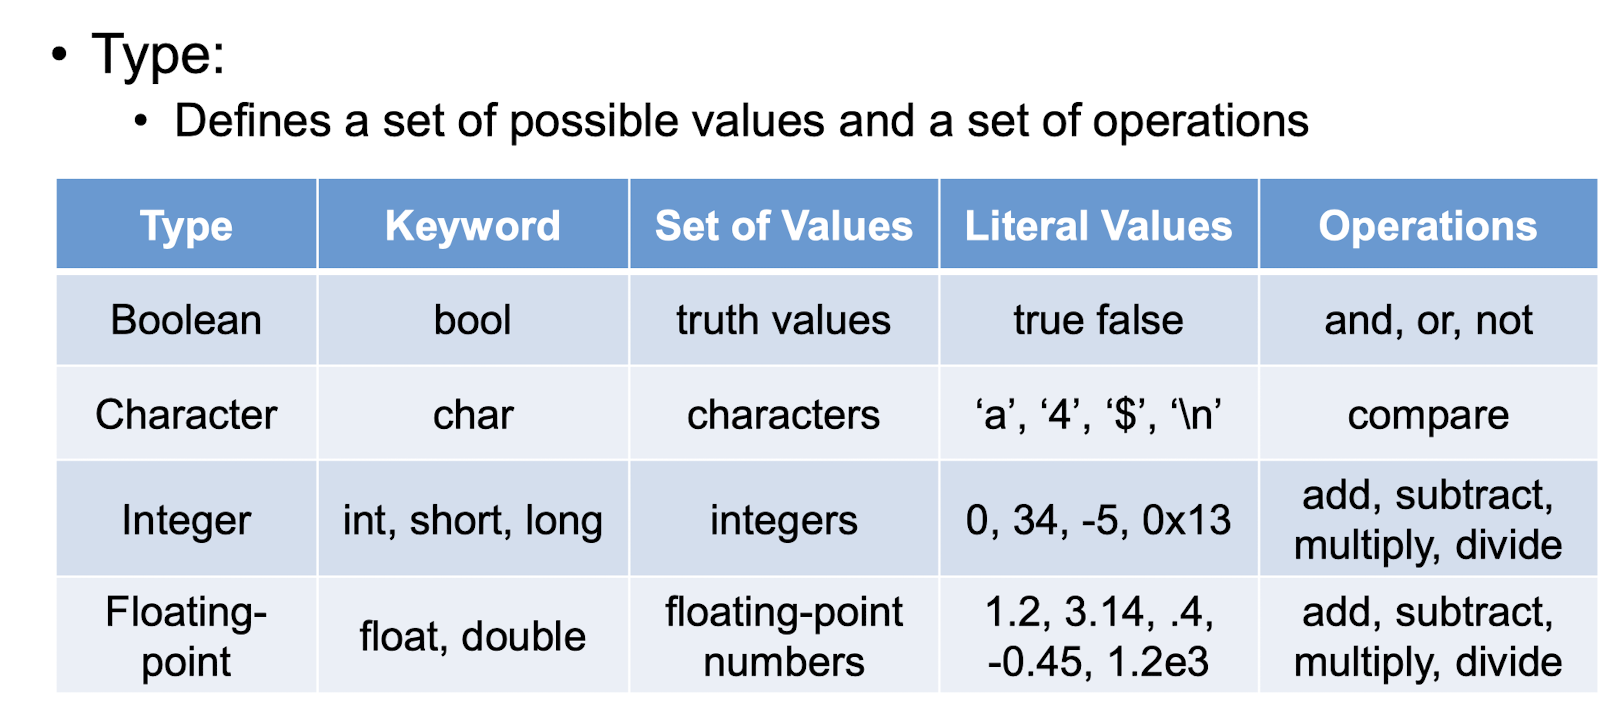 • Type:
• Defines a set of possible values and a set of operations
Type Keyword Set of Values Literal Values Operations
Boolean bool truth values true false and, or, not
Character char characters ‘a’, ‘4’, ‘$’, ‘\n’ compare
Integer int, short, long integers 0, 34, -5, 0x13 add, subtract,
multiply, divide
Floating-
point float, double floating-point
numbers 1.2, 3.14, .4,
-0.45, 1.2e3 add, subtract,
multiply, divide